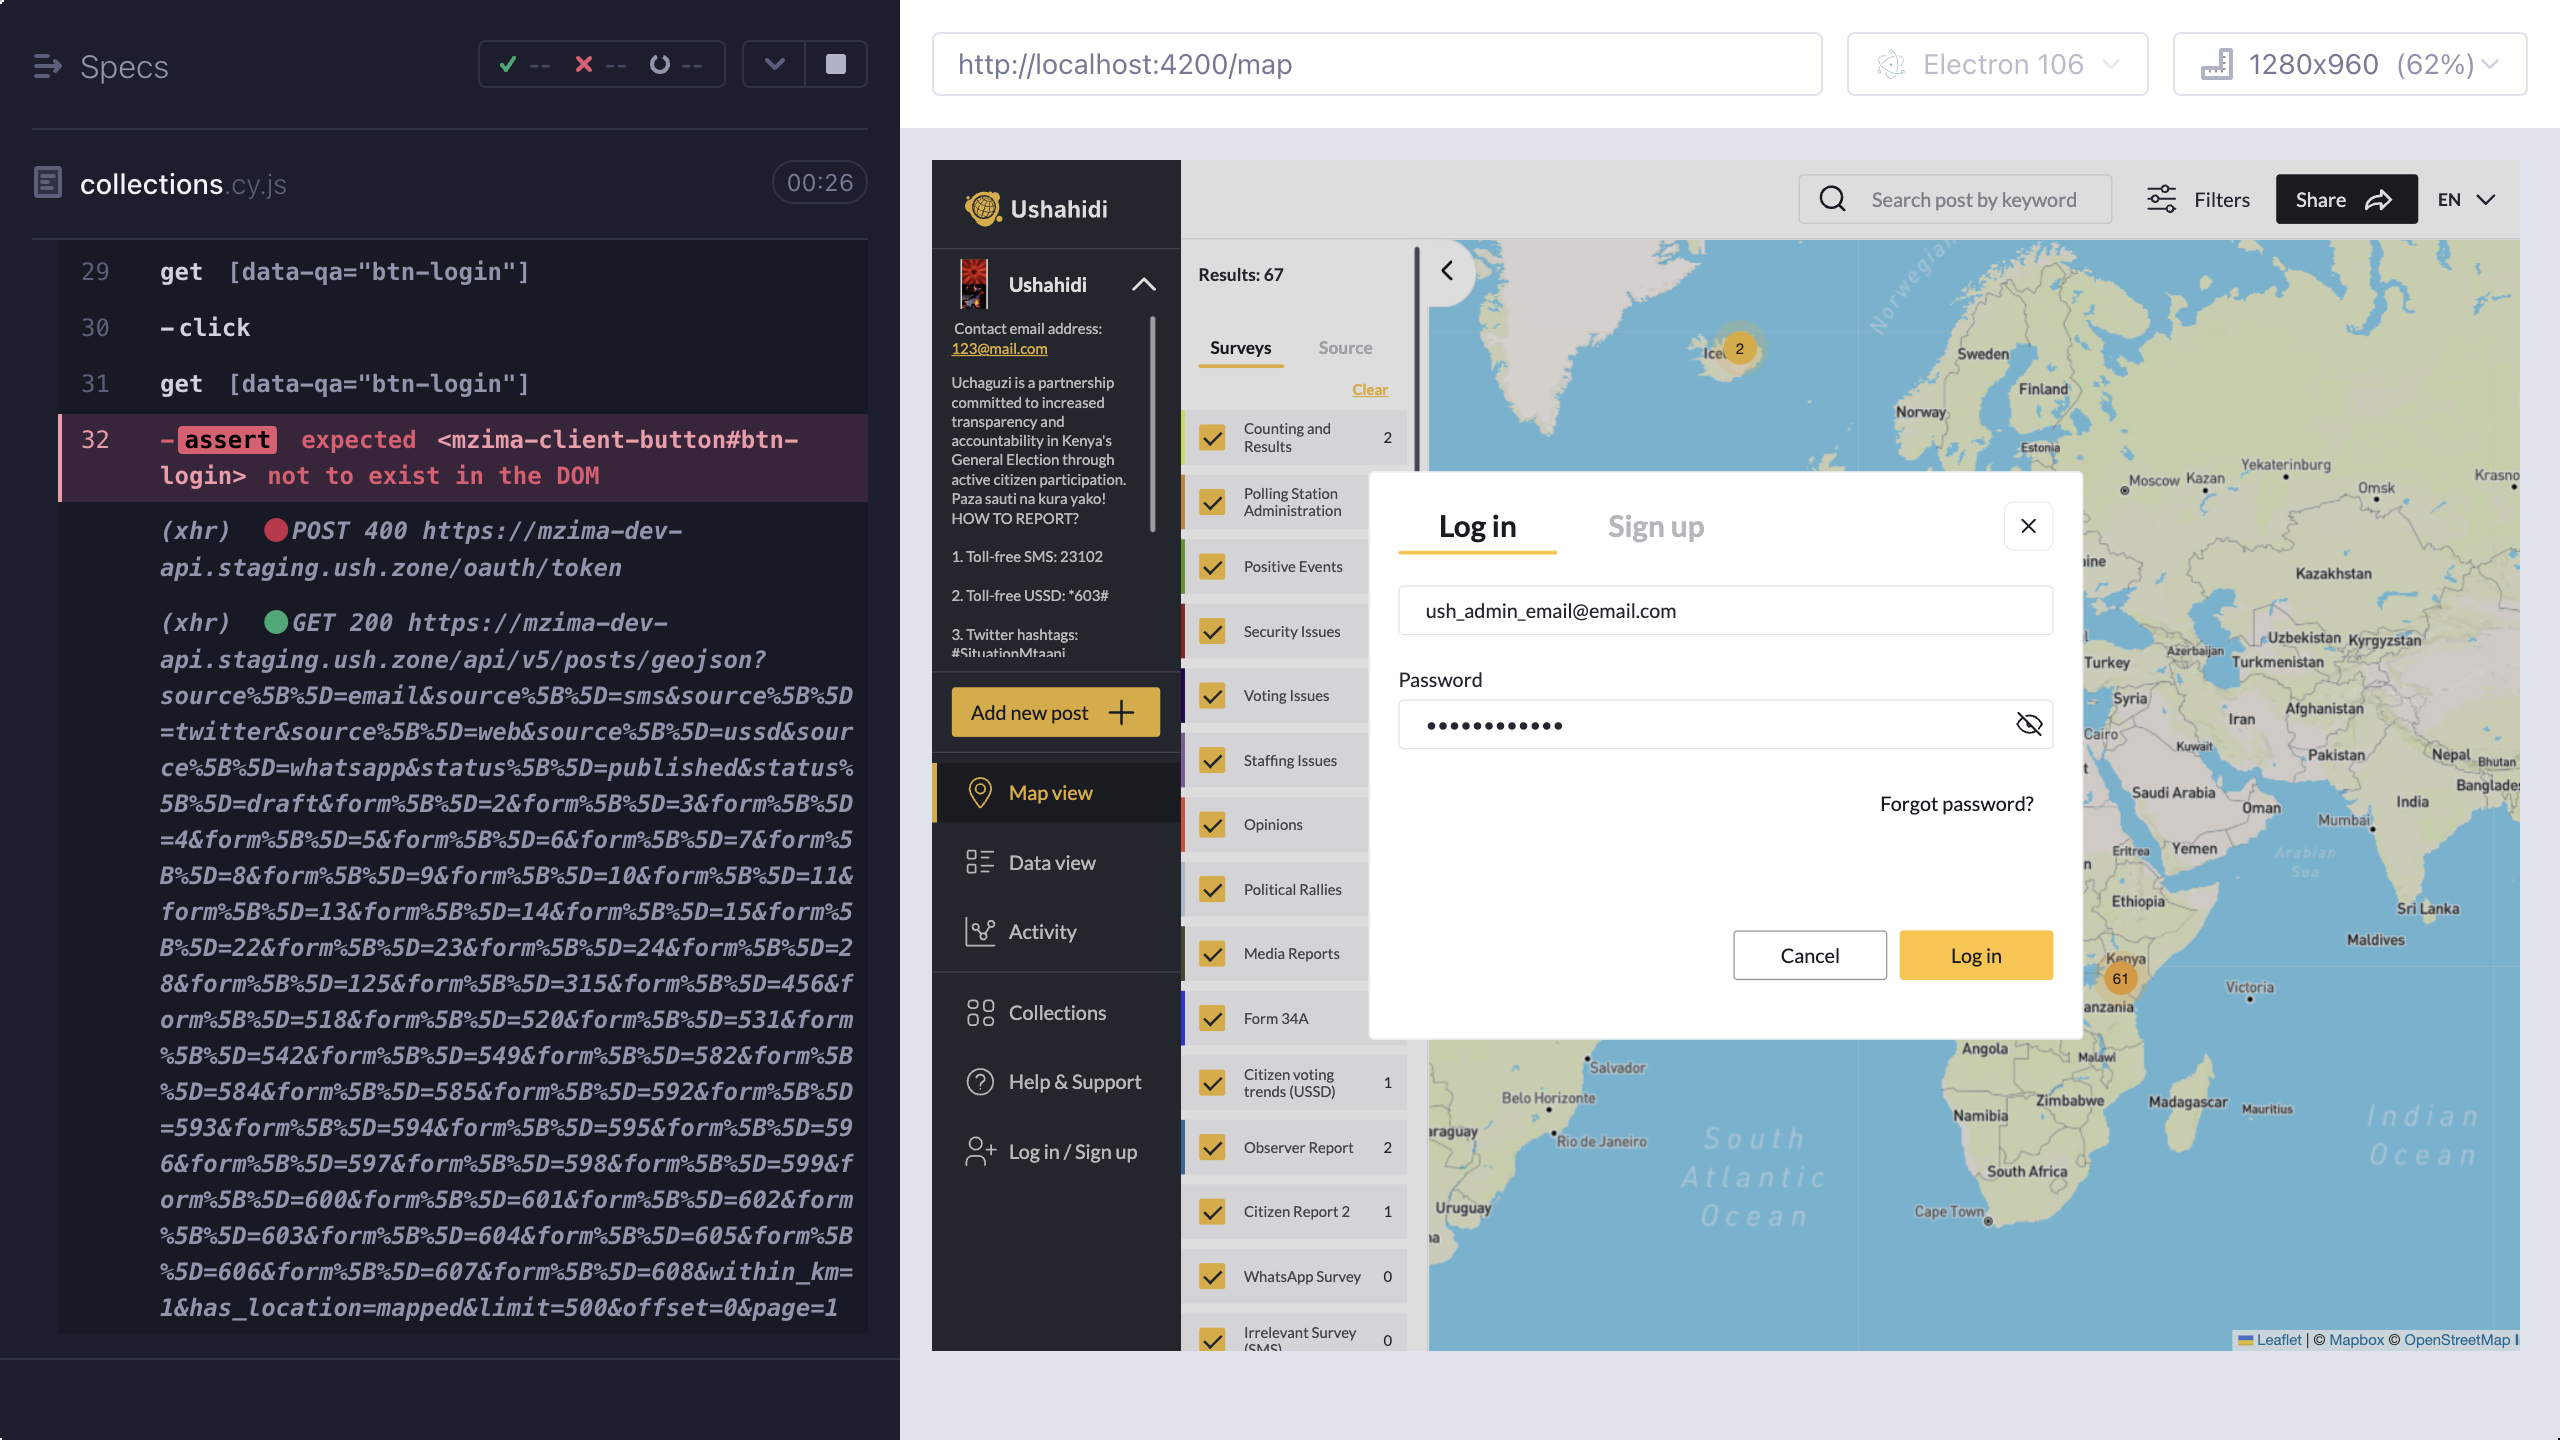 Specs
-- -- --
collections.cy.js
00:26
29 get [data-qa="btn-login"]
30 -click
31 get [data-qa="btn-login"]
32 -assert expected <mzima-client-button#btn-
login> not to exist in the DOM
(xhr) POST 400 https://mzima-dev-
api.staging.ush.zone/oauth/token
(xhr) GET 200 https://mzima-dev-
api.staging.ush.zone/api/v5/posts/geojson?
source%5B%5D=email&source%5B%5D=sms&source%5B%5D
=twitter&source%5B%5D=web&source%5B%5D=ussd&sour
ce%5B%5D=whatsapp&status%5B%5D=published&status%
5B%5D=draft&form%5B%5D=2&form%5B%5D=3&form%5B%5D
=4&form%5B%5D=5&form%5B%5D=6&form%5B%5D=7&form%5
B%5D=8&form%5B%5D=9&form%5B%5D=10&form%5B%5D=11&
form%5B%5D=13&form%5B%5D=14&form%5B%5D=15&form%5
B%5D=22&form%5B%5D=23&form%5B%5D=24&form%5B%5D=2
8&form%5B%5D=125&form%5B%5D=315&form%5B%5D=456&f
orm%5B%5D=518&form%5B%5D=520&form%5B%5D=531&form
%5B%5D=542&form%5B%5D=549&form%5B%5D=582&form%5B
%5D=584&form%5B%5D=585&form%5B%5D=592&form%5B%5D
=593&form%5B%5D=594&form%5B%5D=595&form%5B%5D=59
6&form%5B%5D=597&form%5B%5D=598&form%5B%5D=599&f
orm%5B%5D=600&form%5B%5D=601&form%5B%5D=602&form
%5B%5D=603&form%5B%5D=604&form%5B%5D=605&form%5B
%5D=606&form%5B%5D=607&form%5B%5D=608&within_km=
1&has_location=mapped&limit=500&offset=0&page=1
http://localhost:4200/map
Electron 106
1280x960 (62%)
Ushahidi
Search post by keyword
Filters
Share
EN
Ushahidi
Contact email address:
123@mail.com
Uchaguzi is a partnership
committed to increased
transparency and
accountability in Kenya's
General Election through
active citizen participation.
Paza sauti na kura yako!
HOW TO REPORT?
1. Toll-free SMS: 23102
2. Toll-free USSD: *603#
3. Twitter hashtags:
#SituationMtaani
Add new post
Map view
Data view
Activity
Collections
Help & Support
Log in / Sign up
Results: 67
Surveys
Source
Clear
Counting and
Results 2
Polling Station
Administration
Positive Events
Security Issues
Voting Issues
Staffing Issues
Opinions
Political Rallies
Media Reports
Form 34A
Citizen voting
trends (USSD) 1
Observer Report 2
Citizen Report 2 1
WhatsApp Survey 0
Irrelevant Survey
(SMS) 0
Log in
Sign up
ush_admin_email@email.com
Password
••••••••••••
Forgot password?
Cancel
Log in
Norwegian
Ice
2
Sweden
Finland
Norway
Estonia
Moscow
Kazan
Yekaterinburg
Omsk
Krasno
aine
Kazakhstan
Uzbekistan
Kyrgyzstan
Azerbaijan
Turkey
Turkmenistan
Syria
Afghanistan
Iran
Cairo
Kuwait
Pakistan
Nepal
Bhutan
Saudi Arabia
Banglades
Oman
India
Mumbai
Eritrea
Yemen
Arabian
Sea
Ethiopia
Sri Lanka
Maldives
Kenya
61
Victoria
anzania
Angola
Malawi
Salvador
Belo Horizonte
Zimbabwe
Madagascar
Mauritius
Namibia
araguay
Rio de Janeiro
South
Atlantic
Ocean
Indian
Ocean
South Africa
Uruguay
Cape Town
na
Leaflet | © Mapbox © OpenStreetMap I